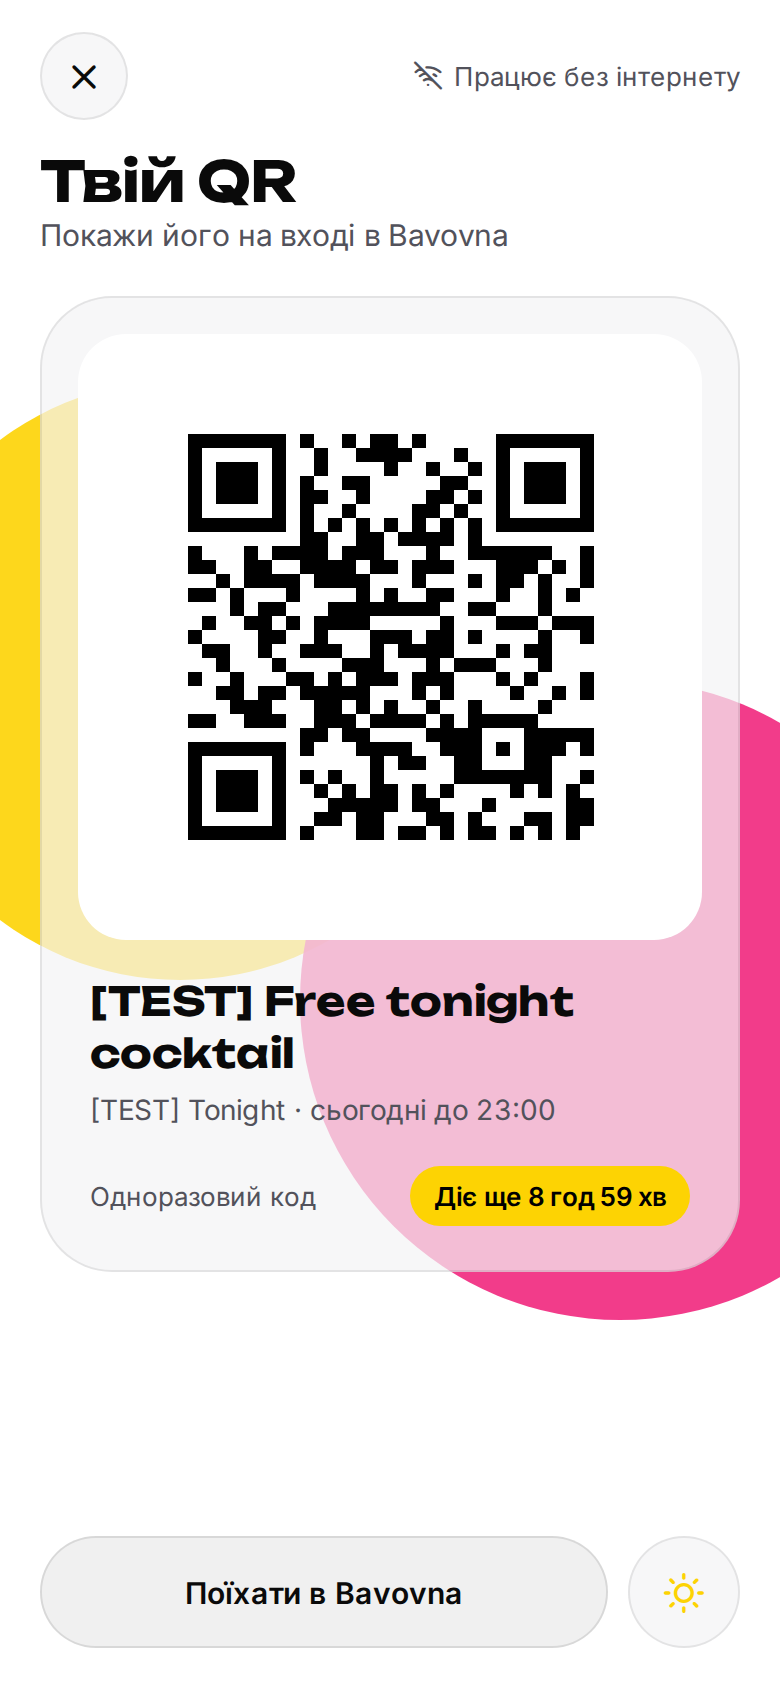 Працює без інтернету
Твій QR
Покажи його на вході в Bavovna
[TEST] Free tonight
cocktail
[TEST] Tonight · сьогодні до 23:00
Одноразовий код
Діє ще 8 год 59 хв
Поїхати в Bavovna